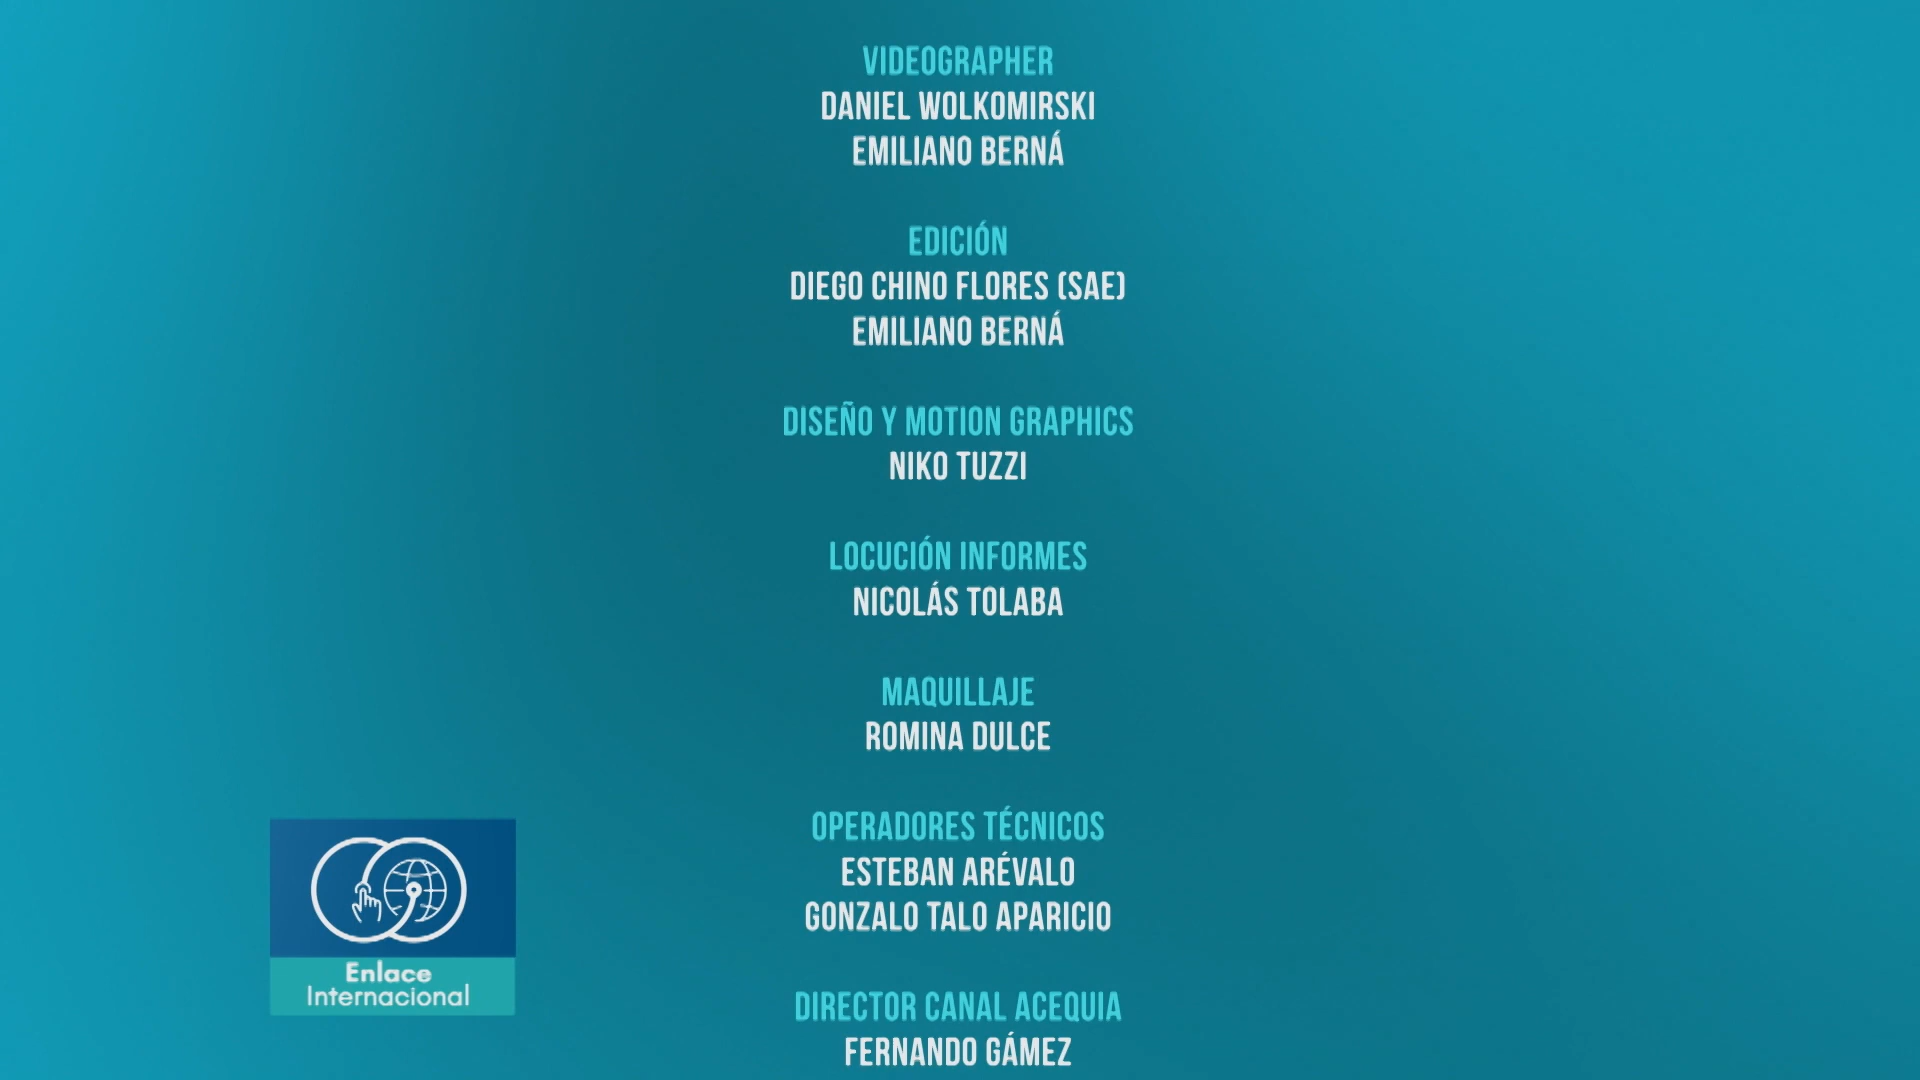 VIDEOGRAPHER
DANIEL WOLKOMIRSKI
EMILIANO BERNÁ
EDICIÓN
DIEGO CHINO FLORES (SAE)
EMILIANO BERNÁ
DISEÑO Y MOTION GRAPHICS
NIKO TUZZI
LOCUCIÓN INFORMES
NICOLÁS TOLABA
MAQUILLAJE
ROMINA DULCE
OPERADORES TÉCNICOS
ESTEBAN ARÉVALO
GONZALO TALO APARICIO
DIRECTOR CANAL ACEQUIA
FERNANDO GÁMEZ
Enlace
Internacional